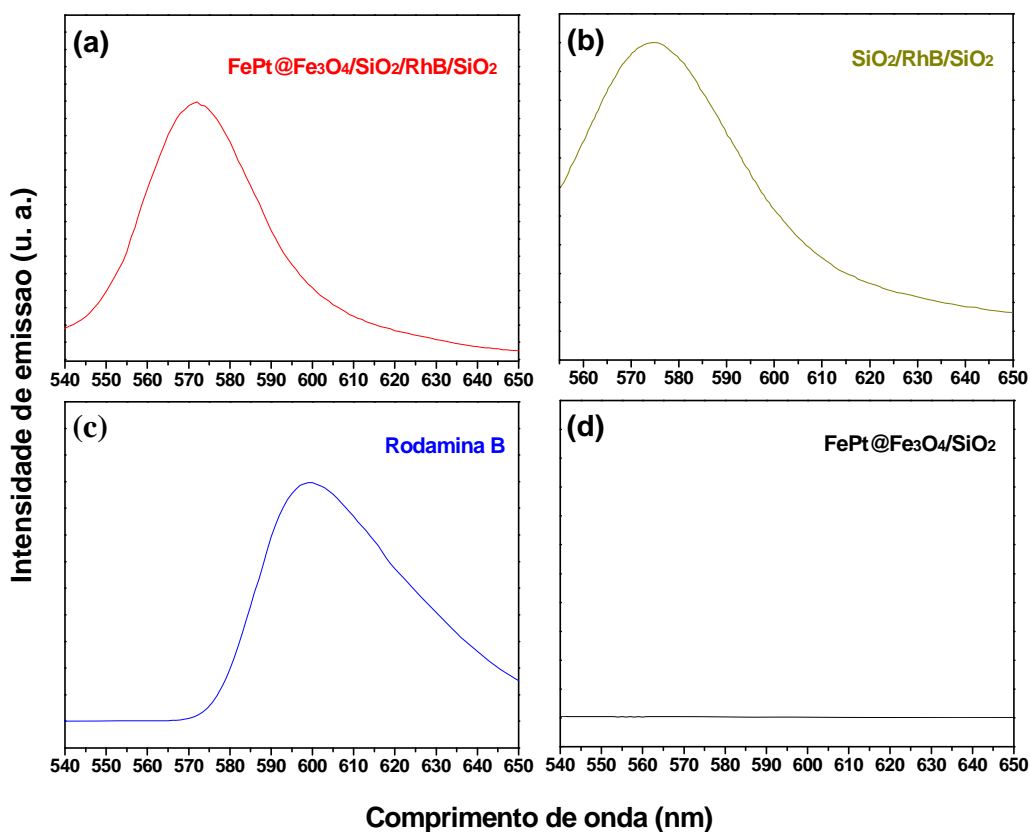 (a)
FePt@Fe₃O₄/SiO₂/RhB/SiO₂
540 550 560 570 580 590 600 610 620 630 640 650
(b)
SiO₂/RhB/SiO₂
560 570 580 590 600 610 620 630 640 650
Intensidade de emissao (u. a.)
(c)
Rodamina B
540 550 560 570 580 590 600 610 620 630 640 650
(d)
FePt@Fe₃O₄/SiO₂
540 550 560 570 580 590 600 610 620 630 640 650
Comprimento de onda (nm)